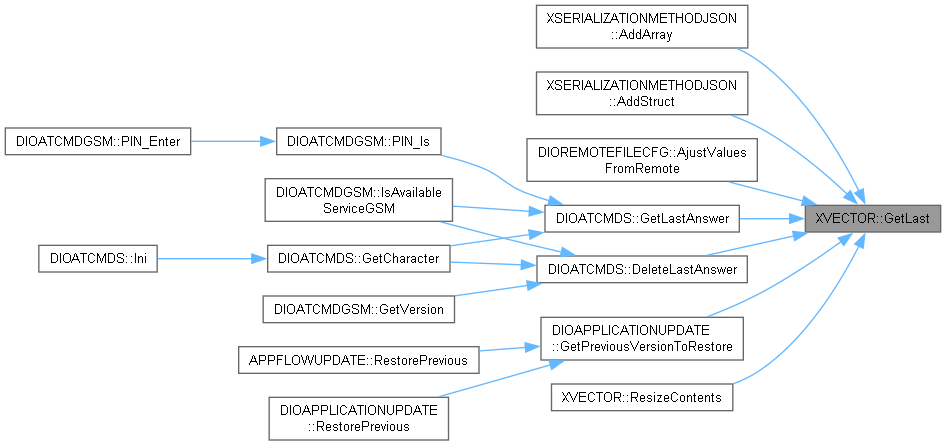 XSERIALIZATIONMETHODJSON
::AddArray
XSERIALIZATIONMETHODJSON
::AddStruct
DIOATCMDGSM::PIN_Enter
DIOATCMDGSM::PIN_Is
DIOREMOTEFILECFG::AjustValues
FromRemote
DIOATCMDGSM::IsAvailable
ServiceGSM
DIOATCMDS::GetLastAnswer
XVECTOR::GetLast
DIOATCMDS::Ini
DIOATCMDS::GetCharacter
DIOATCMDS::DeleteLastAnswer
DIOATCMDGSM::GetVersion
DIOAPPLICATIONUPDATE
::GetPreviousVersionToRestore
APPFLOWUPDATE::RestorePrevious
XVECTOR::ResizeContents
DIOAPPLICATIONUPDATE
::RestorePrevious